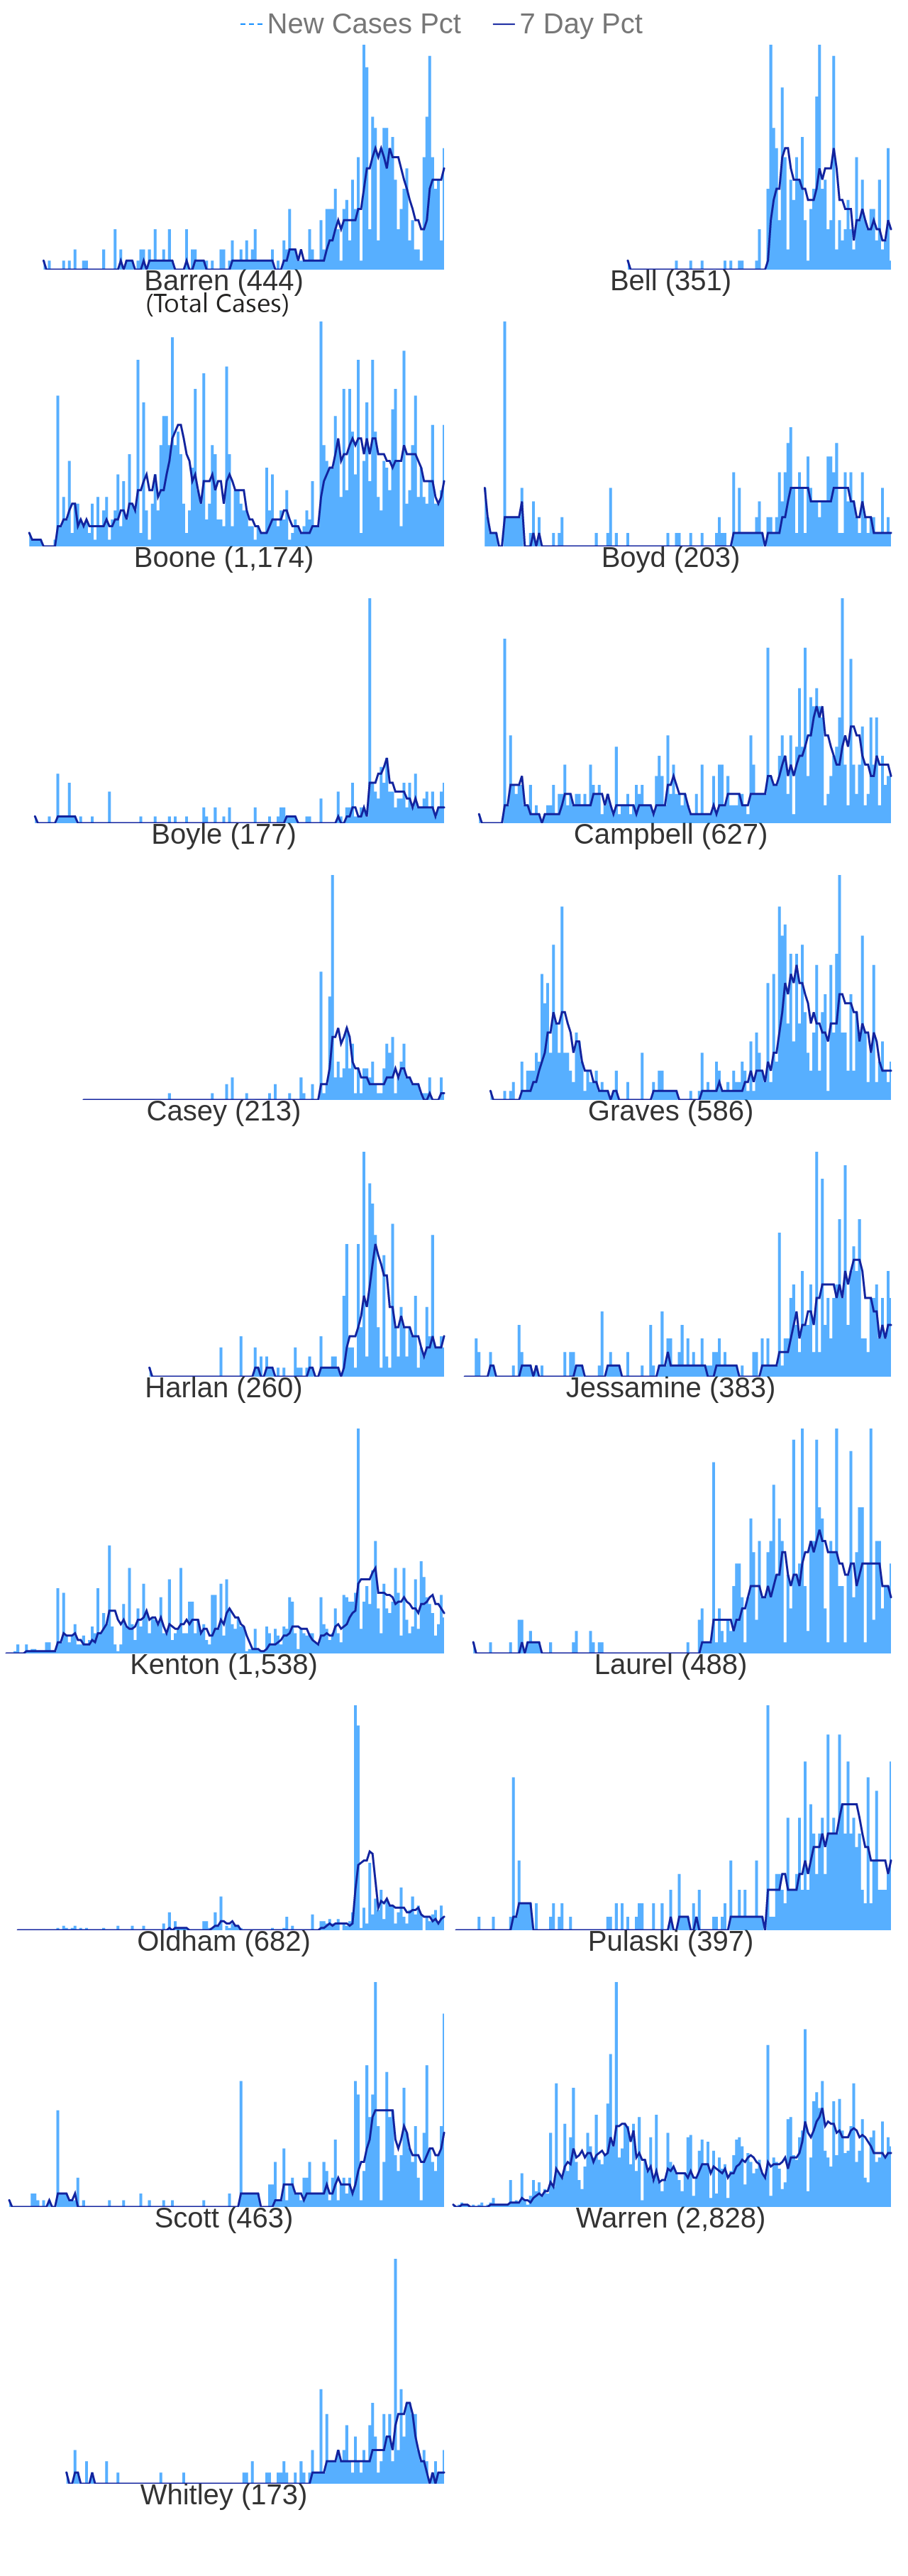 New Cases Pct 7 Day Pct
Barren (444) Bell (351)
(Total Cases)
Boone (1,174) Boyd (203)
Boyle (177) Campbell (627)
Casey (213) Graves (586)
Harlan (260) Jessamine (383)
Kenton (1,538) Laurel (488)
Oldham (682) Pulaski (397)
Scott (463) Warren (2,828)
Whitley (173)